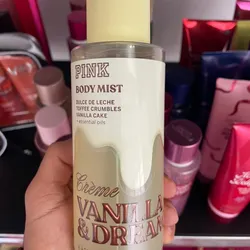 PINK
BODY MIST
DULCE DE LECHE
TOFFEE CRUMBLES
VANILLA CAKE
+ essential oils
Crème
VANILLA
& DREAM